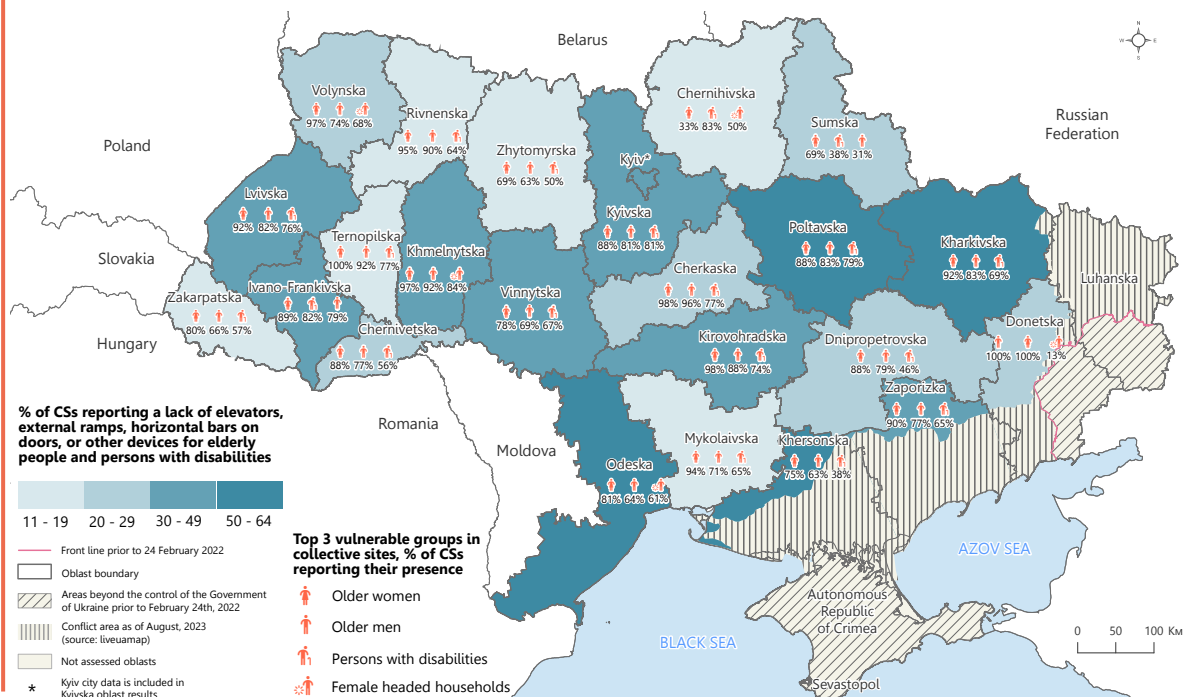 Belarus
N
W E
S
Russian
Federation
Poland
Slovakia
Hungary
Romania
Moldova
Volynska
97% 74% 68%
Rivnenska
95% 90% 64%
Zhytomyrska
69% 63% 50%
Chernihivska
33% 83% 50%
Sumska
69% 38% 31%
Kyiv*
Kyivska
88% 81% 81%
Lvivska
92% 82% 76%
Ternopilska
100% 92% 77%
Khmelnytska
97% 92% 84%
Ivano-Frankivska
89% 82% 79%
Zakarpatska
80% 66% 57%
Chernivetska
88% 77% 56%
Vinnytska
78% 69% 67%
Cherkaska
98% 96% 77%
Poltavska
88% 83% 79%
Kharkivska
92% 83% 69%
Luhanska
Donetska
100% 100% 13%
Dnipropetrovska
88% 79% 46%
Kirovohradska
98% 88% 74%
Zaporizka
90% 77% 65%
Mykolaivska
94% 71% 65%
Khersonska
75% 63% 38%
Odeska
81% 64% 61%
AZOV SEA
BLACK SEA
Autonomous
Republic
of Crimea
Sevastopol
0 50 100 Км
% of CSs reporting a lack of elevators,
external ramps, horizontal bars on
doors, or other devices for elderly
people and persons with disabilities
11 - 19 20 - 29 30 - 49 50 - 64
Front line prior to 24 February 2022
Oblast boundary
Areas beyond the control of the Government
of Ukraine prior to February 24th, 2022
Conflict area as of August, 2023
(source: liveuamap)
Not assessed oblasts
* Kyiv city data is included in
Kyivska oblast results
Top 3 vulnerable groups in
collective sites, % of CSs
reporting their presence
Older women
Older men
Persons with disabilities
Female headed households